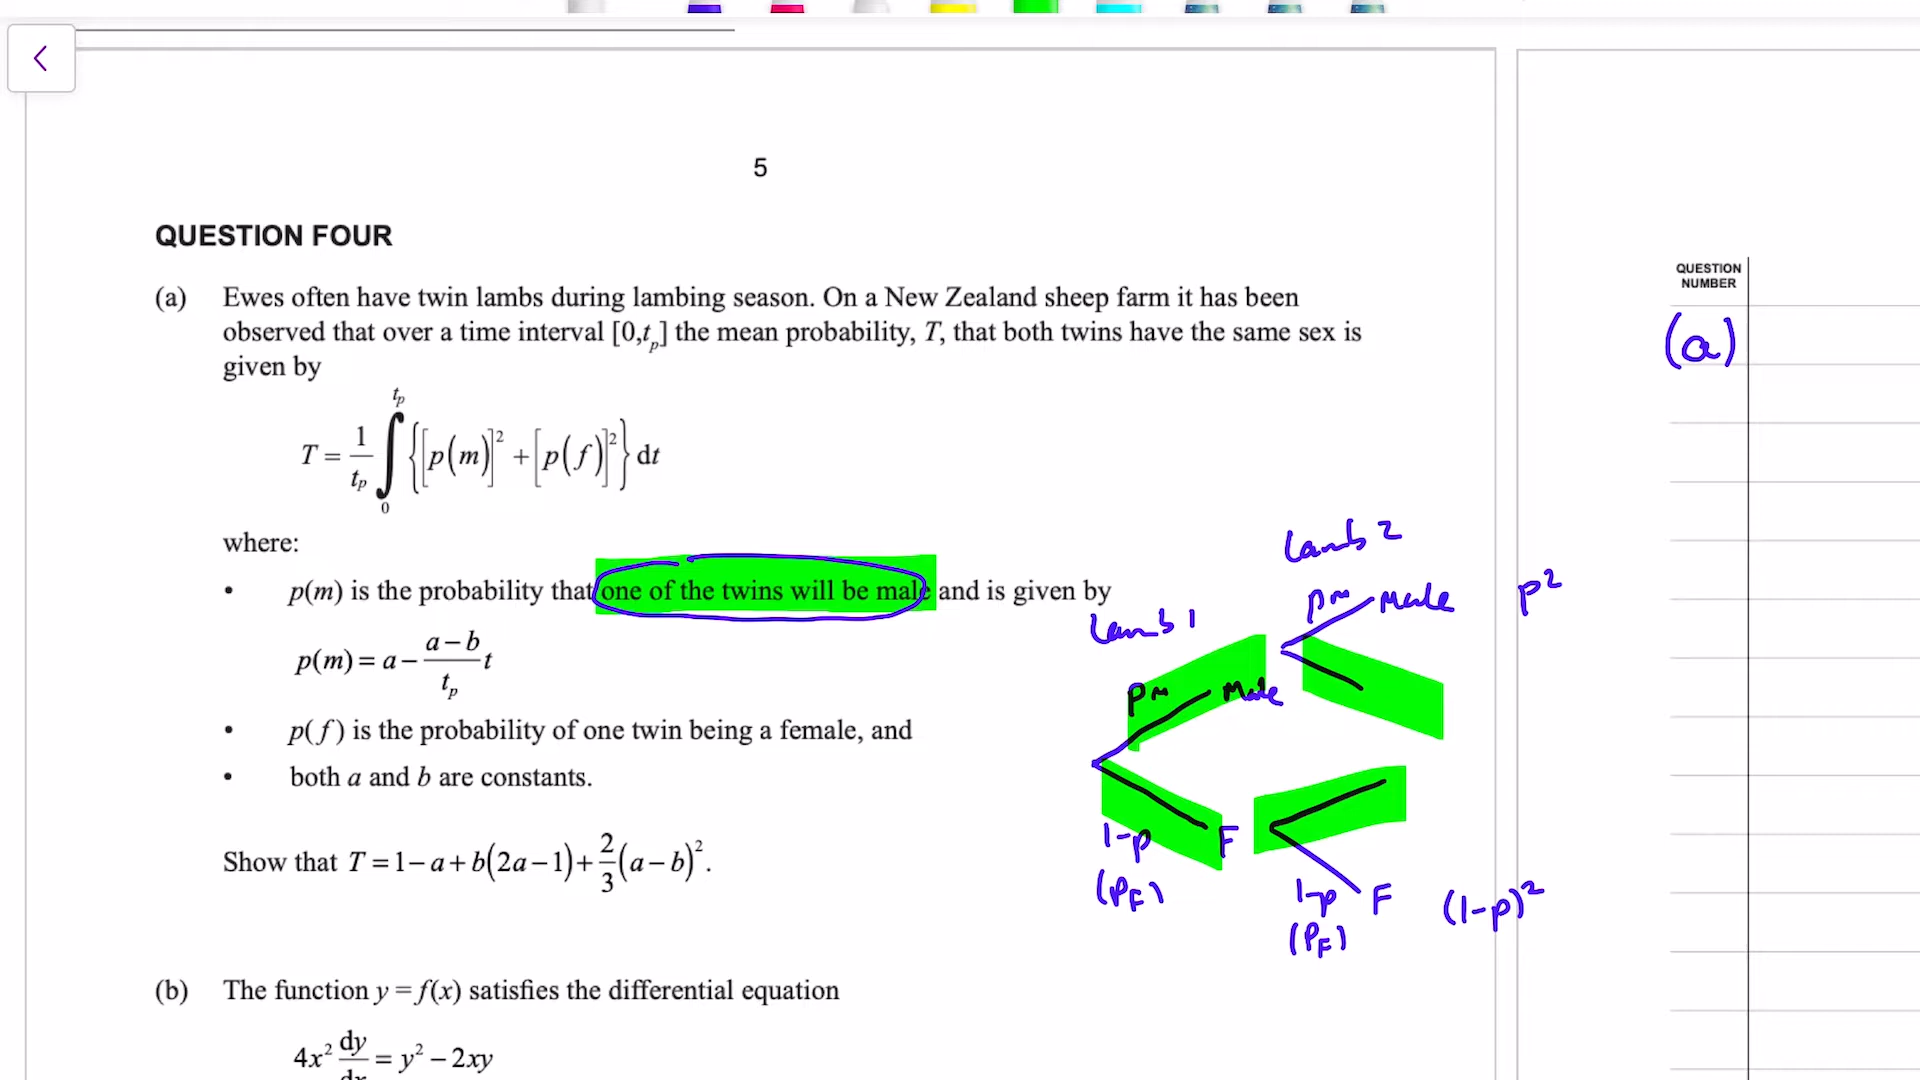 5
QUESTION FOUR
(a) Ewes often have twin lambs during lambing season. On a New Zealand sheep farm it has been
observed that over a time interval [0,t_p] the mean probability, T, that both twins have the same sex is
given by
T = 1/t_p ∫_0^{t_p} {[p(m)]² + [p(f)]²} dt
where:
• p(m) is the probability that one of the twins will be male and is given by
p(m) = a − (a − b)/t_p t
• p(f) is the probability of one twin being a female, and
• both a and b are constants.
Show that T = 1 − a + b(2a − 1) + 2/3 (a − b)².
(b) The function y = f(x) satisfies the differential equation
4x² dy/dx = y² − 2xy
Lamb 1
Lamb 2
PM Male
PM Male P²
1-P F
(PF)
1-P F (1-P)²
(PF)
QUESTION
NUMBER
(a)